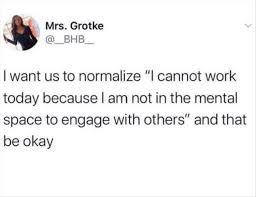 Mrs. Grotke
@__BHB__
I want us to normalize "I cannot work
today because I am not in the mental
space to engage with others" and that
be okay